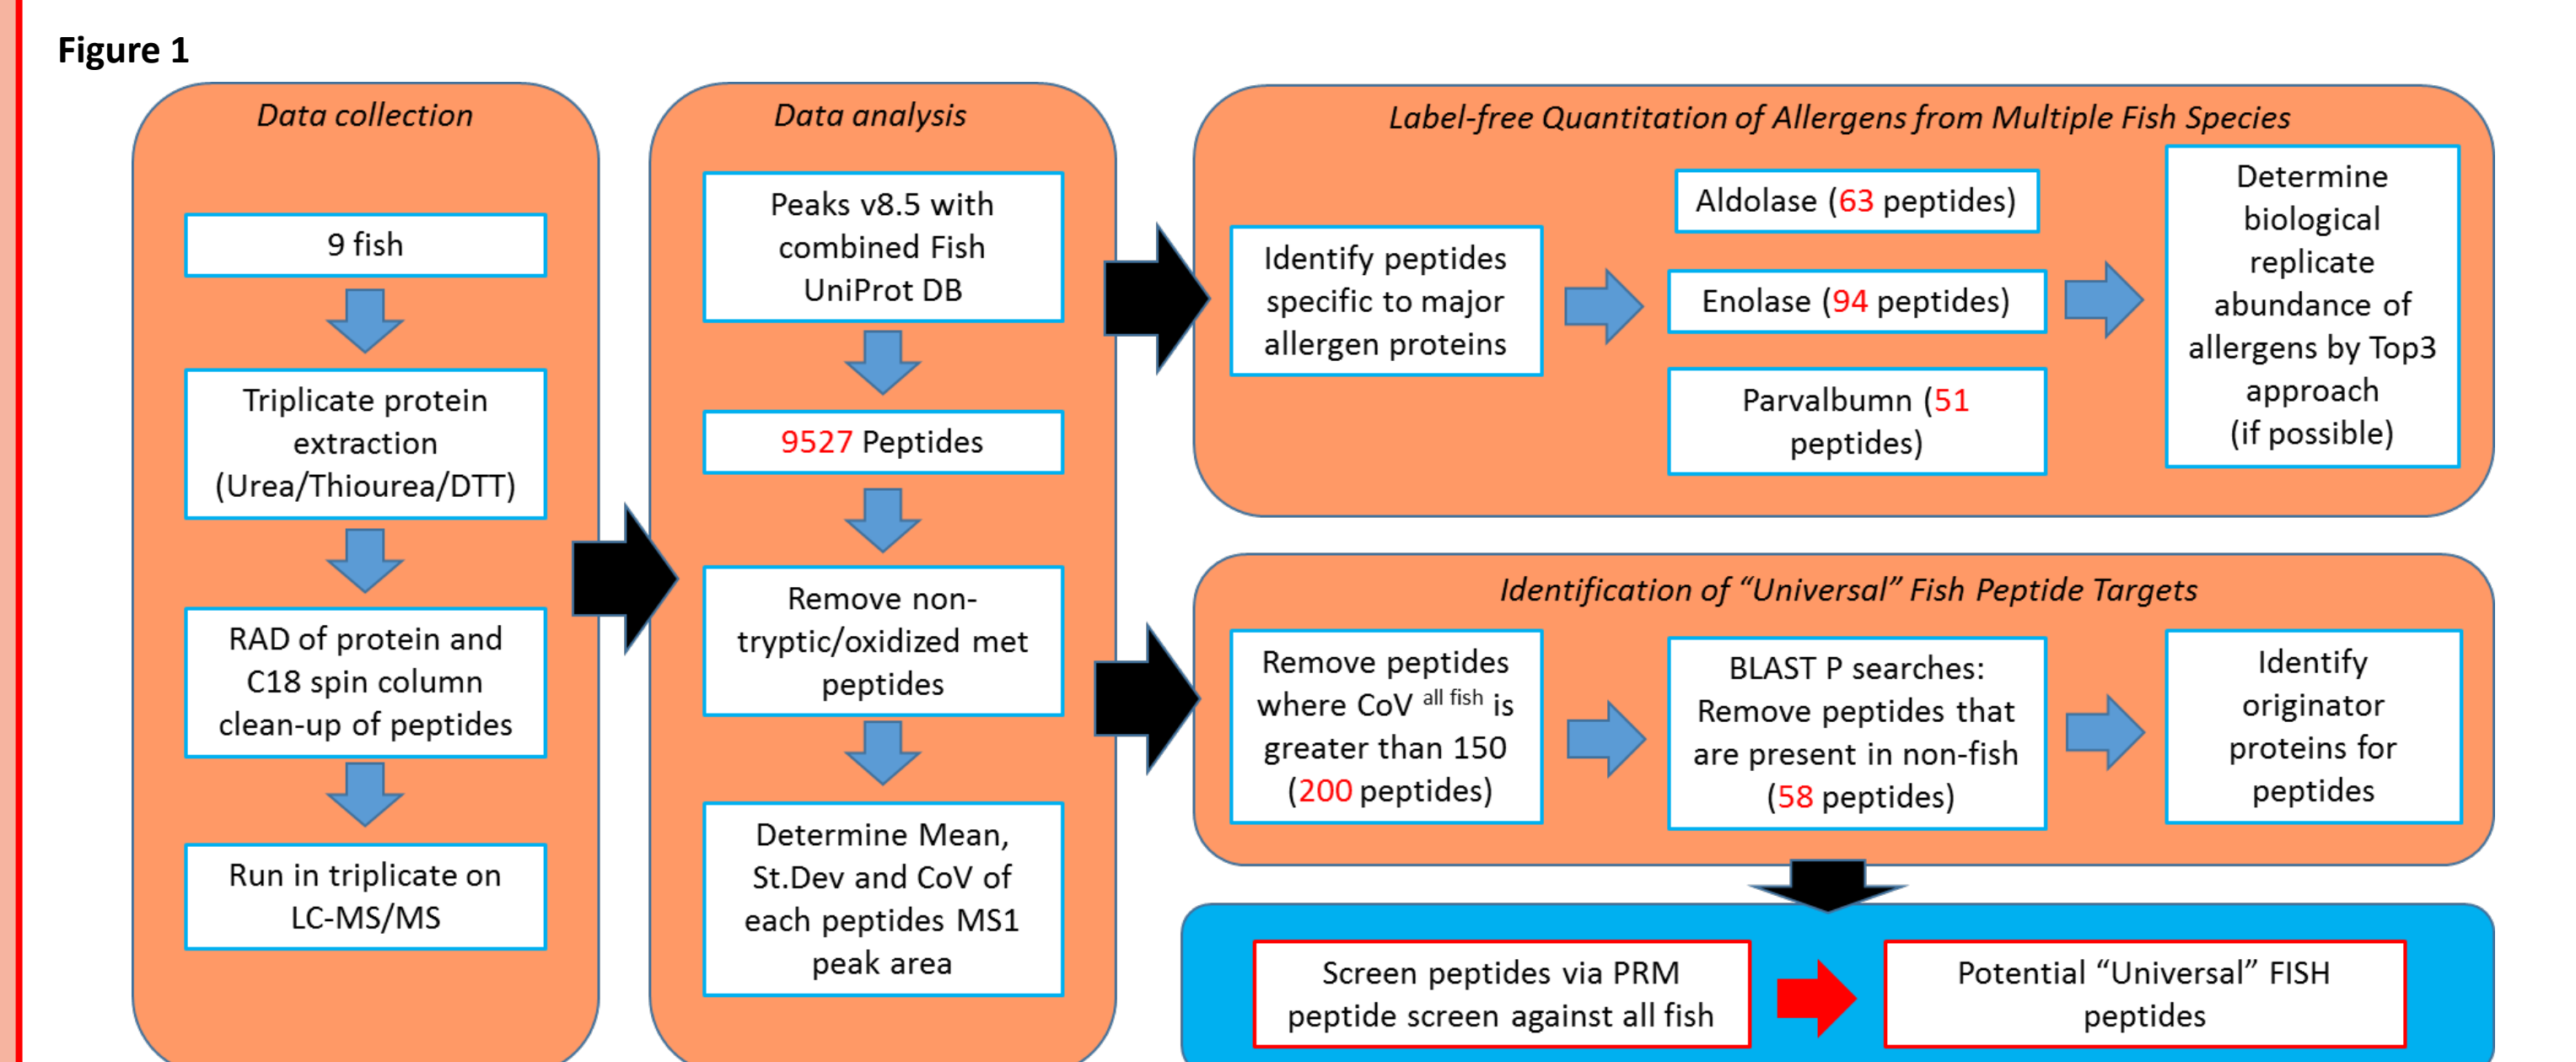 Figure 1
Data collection
9 fish
Triplicate protein
extraction
(Urea/Thiourea/DTT)
RAD of protein and
C18 spin column
clean-up of peptides
Run in triplicate on
LC-MS/MS
Data analysis
Peaks v8.5 with
combined Fish
UniProt DB
9527 Peptides
Remove non-
tryptic/oxidized met
peptides
Determine Mean,
St.Dev and CoV of
each peptides MS1
peak area
Label-free Quantitation of Allergens from Multiple Fish Species
Identify peptides
specific to major
allergen proteins
Aldolase (63 peptides)
Enolase (94 peptides)
Parvalbumn (51
peptides)
Determine
biological
replicate
abundance of
allergens by Top3
approach
(if possible)
Identification of “Universal” Fish Peptide Targets
Remove peptides
where CoV all fish is
greater than 150
(200 peptides)
BLAST P searches:
Remove peptides that
are present in non-fish
(58 peptides)
Identify
originator
proteins for
peptides
Screen peptides via PRM
peptide screen against all fish
Potential “Universal” FISH
peptides